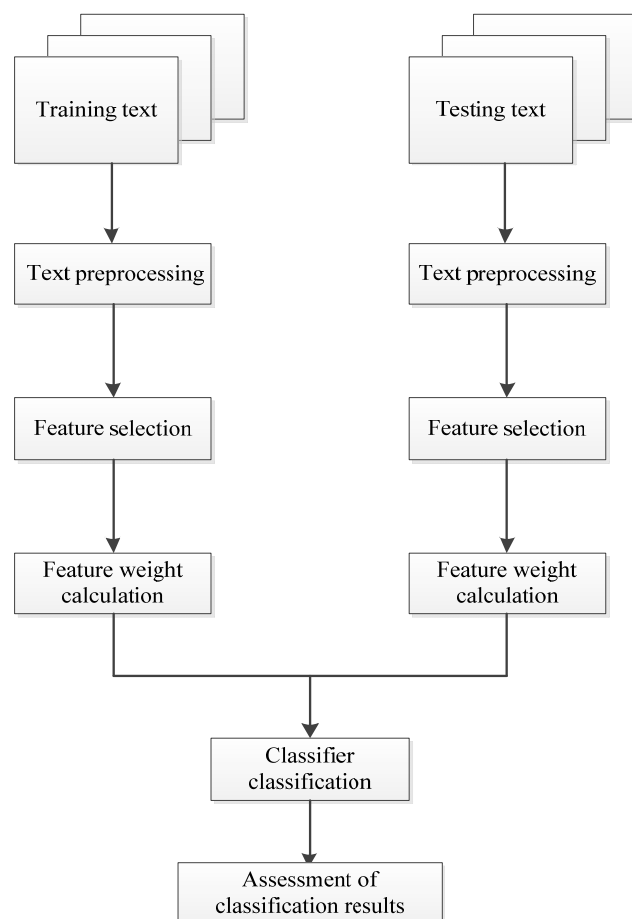 Training text
Testing text
Text preprocessing
Text preprocessing
Feature selection
Feature selection
Feature weight
calculation
Feature weight
calculation
Classifier
classification
Assessment of
classification results